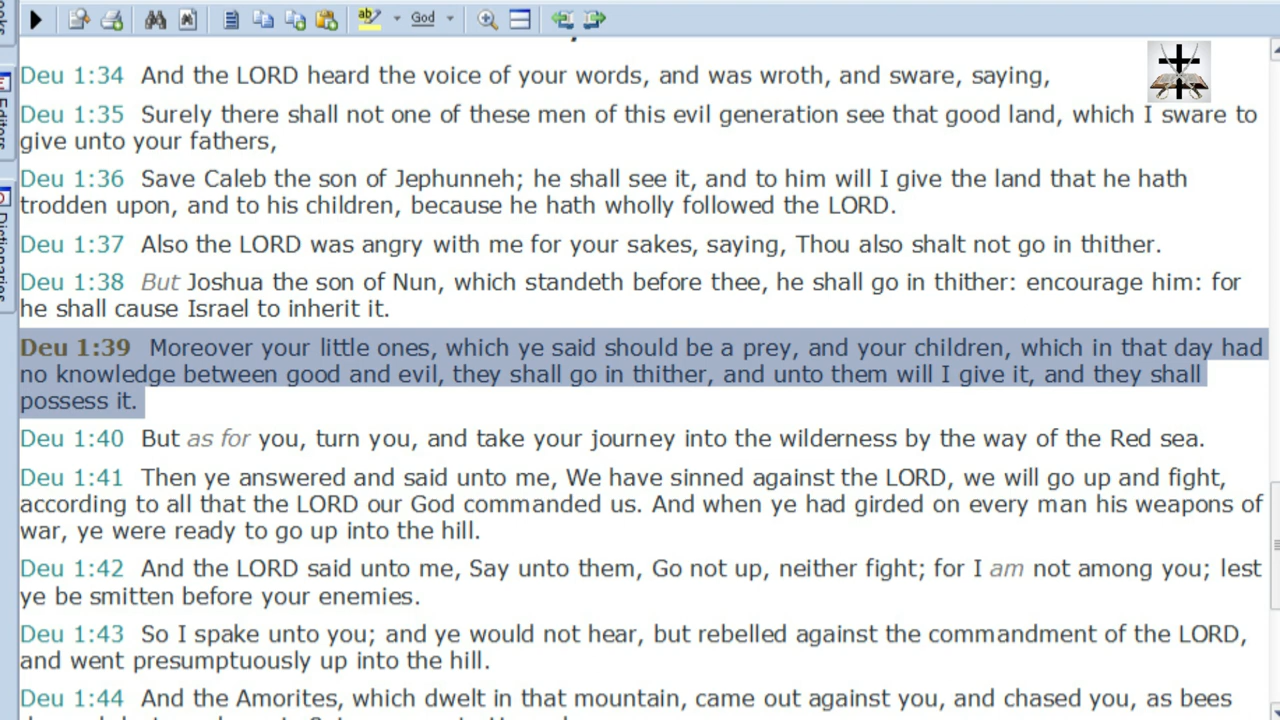 God
Editors
Dictionaries
Deu 1:34 And the LORD heard the voice of your words, and was wroth, and sware, saying,
Deu 1:35 Surely there shall not one of these men of this evil generation see that good land, which I sware to
give unto your fathers,
Deu 1:36 Save Caleb the son of Jephunneh; he shall see it, and to him will I give the land that he hath
trodden upon, and to his children, because he hath wholly followed the LORD.
Deu 1:37 Also the LORD was angry with me for your sakes, saying, Thou also shalt not go in thither.
Deu 1:38 But Joshua the son of Nun, which standeth before thee, he shall go in thither: encourage him: for
he shall cause Israel to inherit it.
Deu 1:39 Moreover your little ones, which ye said should be a prey, and your children, which in that day had
no knowledge between good and evil, they shall go in thither, and unto them will I give it, and they shall
possess it.
Deu 1:40 But as for you, turn you, and take your journey into the wilderness by the way of the Red sea.
Deu 1:41 Then ye answered and said unto me, We have sinned against the LORD, we will go up and fight,
according to all that the LORD our God commanded us. And when ye had girded on every man his weapons of
war, ye were ready to go up into the hill.
Deu 1:42 And the LORD said unto me, Say unto them, Go not up, neither fight; for I am not among you; lest
ye be smitten before your enemies.
Deu 1:43 So I spake unto you; and ye would not hear, but rebelled against the commandment of the LORD,
and went presumptuously up into the hill.
Deu 1:44 And the Amorites, which dwelt in that mountain, came out against you, and chased you, as bees